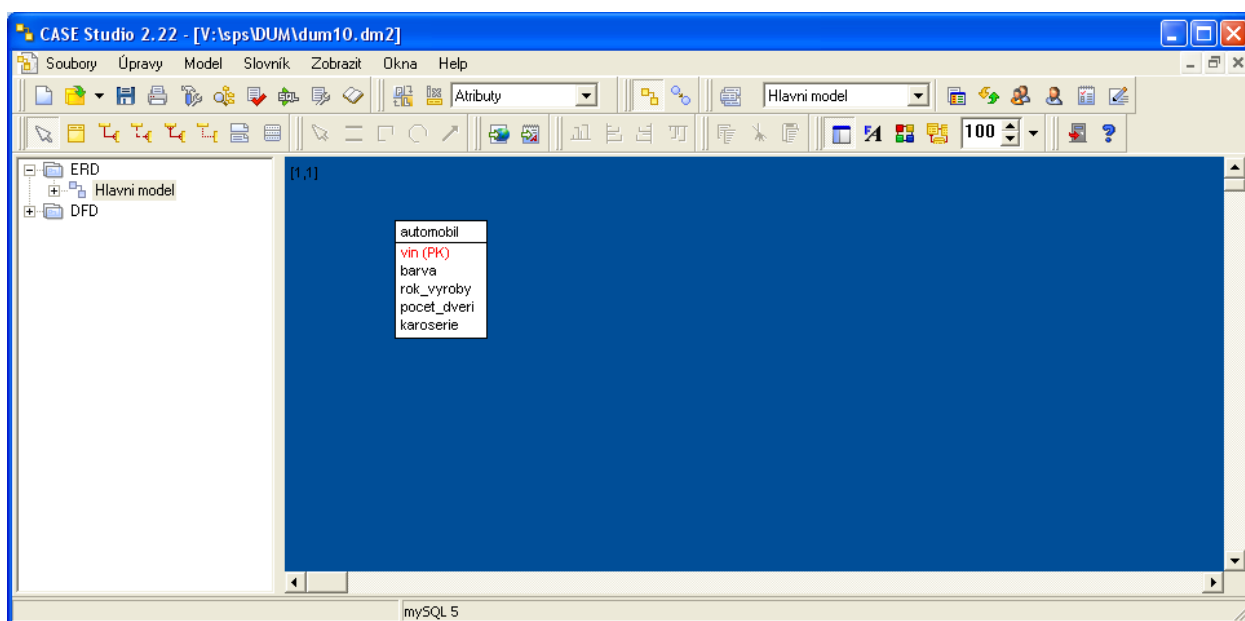 CASE Studio 2.22 - [V:\sps\DUM\dum10.dm2]
Soubory Úpravy Model Slovník Zobrazit Okna Help
Atributy Hlavni model
100
ERD
Hlavni model
DFD
[1,1]
automobil
vin (PK)
barva
rok_vyroby
pocet_dveri
karoserie
mySQL 5